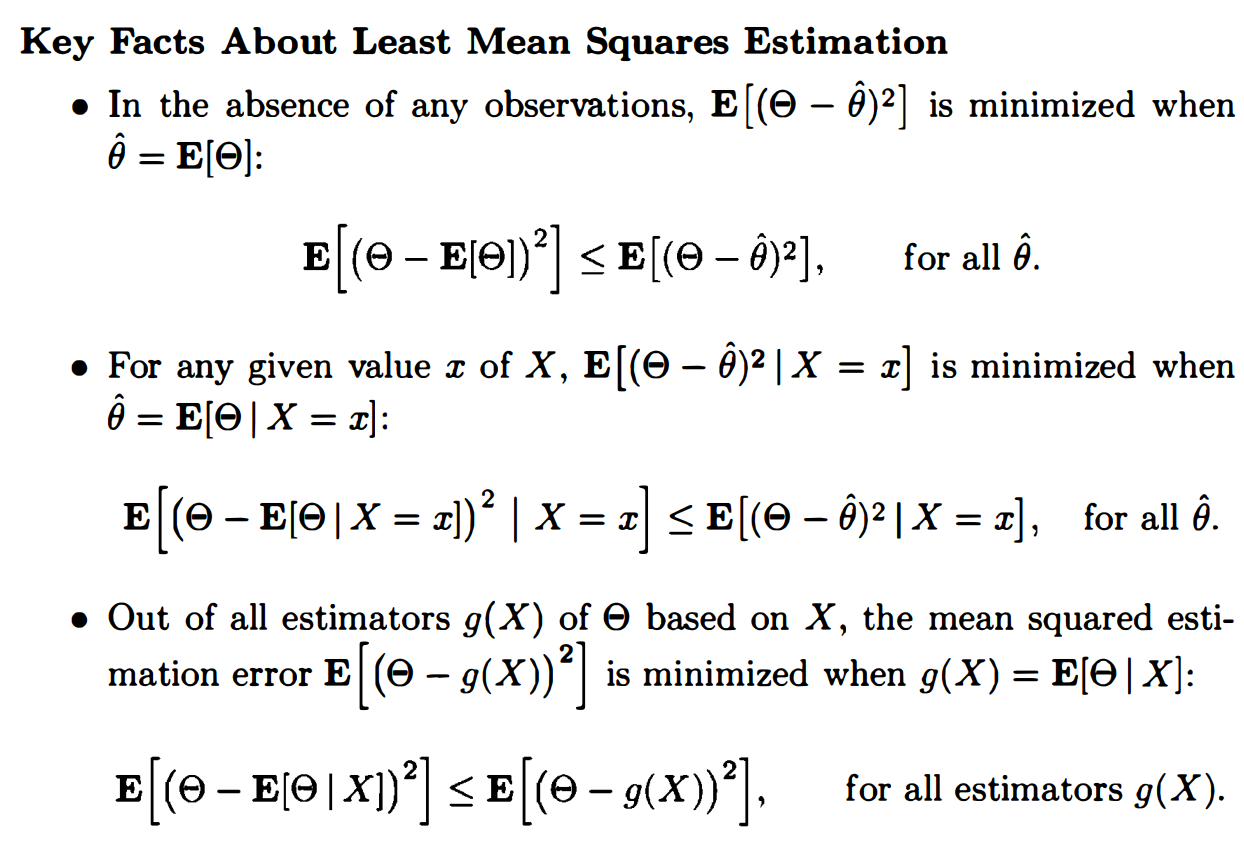 Key Facts About Least Mean Squares Estimation
• In the absence of any observations, E[(Θ − θ̂)²] is minimized when
θ̂ = E[Θ]:
E[(Θ − E[Θ])²] ≤ E[(Θ − θ̂)²], for all θ̂.
• For any given value x of X, E[(Θ − θ̂)² | X = x] is minimized when
θ̂ = E[Θ | X = x]:
E[(Θ − E[Θ | X = x])² | X = x] ≤ E[(Θ − θ̂)² | X = x], for all θ̂.
• Out of all estimators g(X) of Θ based on X, the mean squared esti-
mation error E[(Θ − g(X))²] is minimized when g(X) = E[Θ | X]:
E[(Θ − E[Θ | X])²] ≤ E[(Θ − g(X))²], for all estimators g(X).